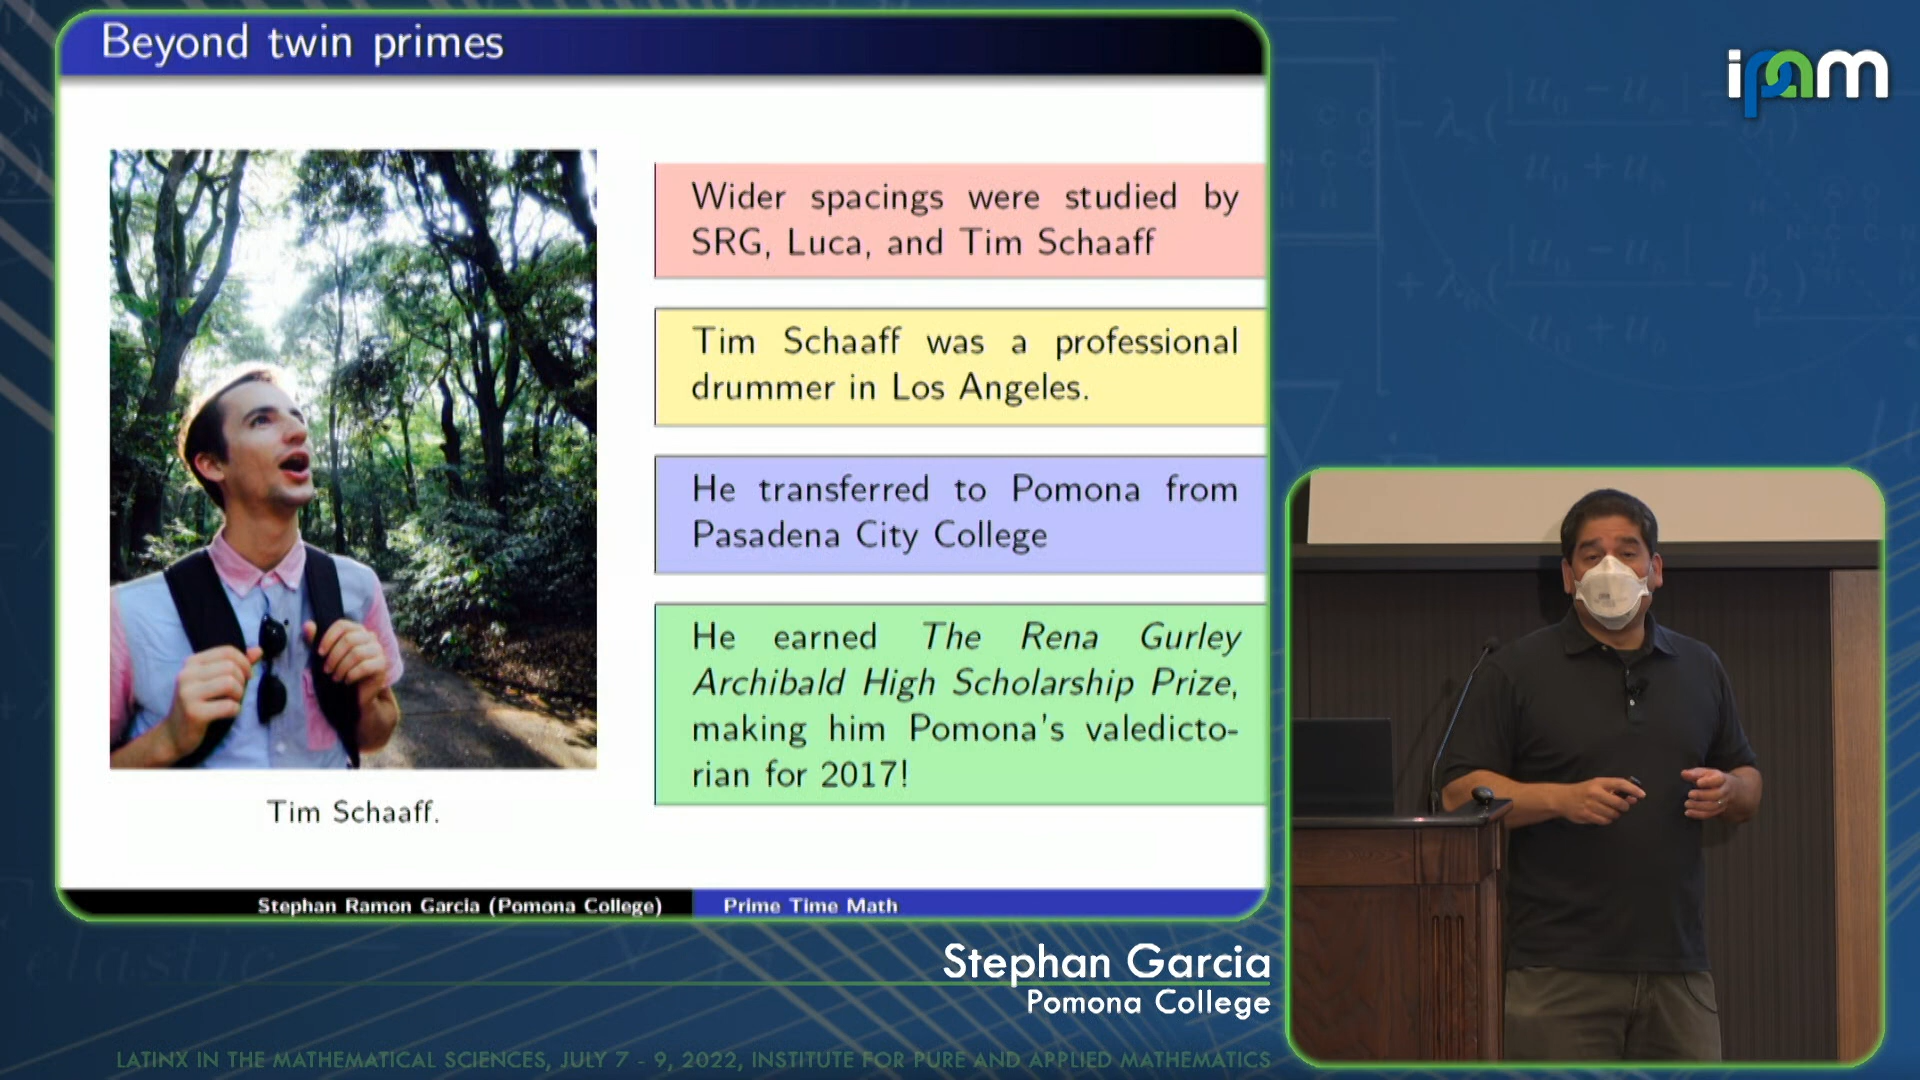 Beyond twin primes
ipam
Wider spacings were studied by
SRG, Luca, and Tim Schaaff
Tim Schaaff was a professional
drummer in Los Angeles.
He transferred to Pomona from
Pasadena City College
He earned The Rena Gurley
Archibald High Scholarship Prize,
making him Pomona's valedicto-
rian for 2017!
Tim Schaaff.
Stephan Ramon Garcia (Pomona College)
Prime Time Math
Stephan Garcia
Pomona College
LATINX IN THE MATHEMATICAL SCIENCES, JULY 7 - 9, 2022, INSTITUTE FOR PURE AND APPLIED MATHEMATICS